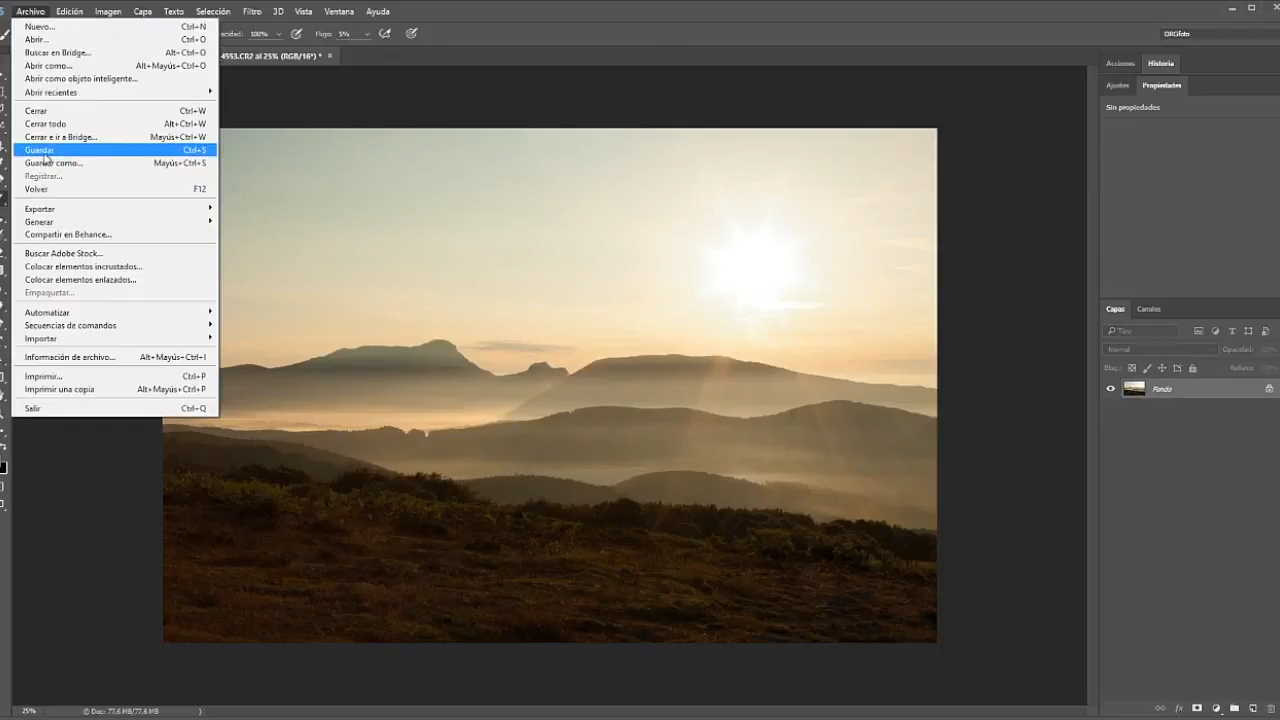 Archivo Edición Imagen Capa Texto Selección Filtro 3D Vista Ventana Ayuda
100% Flujo: 5% ORGfoto
4553.CR2 al 25% (RGB/16*) * ×
Nuevo... Ctrl+N
Abrir... Ctrl+O
Buscar en Bridge... Alt+Ctrl+O
Abrir como... Alt+Mayús+Ctrl+O
Abrir como objeto inteligente...
Abrir recientes
Cerrar Ctrl+W
Cerrar todo Alt+Ctrl+W
Cerrar e ir a Bridge... Mayús+Ctrl+W
Guardar Ctrl+S
Guardar como... Mayús+Ctrl+S
Registrar...
Volver F12
Exportar
Generar
Compartir en Behance...
Buscar Adobe Stock...
Colocar elementos incrustados...
Colocar elementos enlazados...
Empaquetar...
Automatizar
Secuencias de comandos
Importar
Información de archivo... Alt+Mayús+Ctrl+I
Imprimir... Ctrl+P
Imprimir una copia Alt+Mayús+Ctrl+P
Salir Ctrl+Q
Acciones Historia
Ajustes Propiedades
Sin propiedades
Capas Canales
Tipo
Normal Opacidad: 100%
Bloq.: Relleno: 100%
Fondo
25% Doc: 77,6 MB/77,6 MB